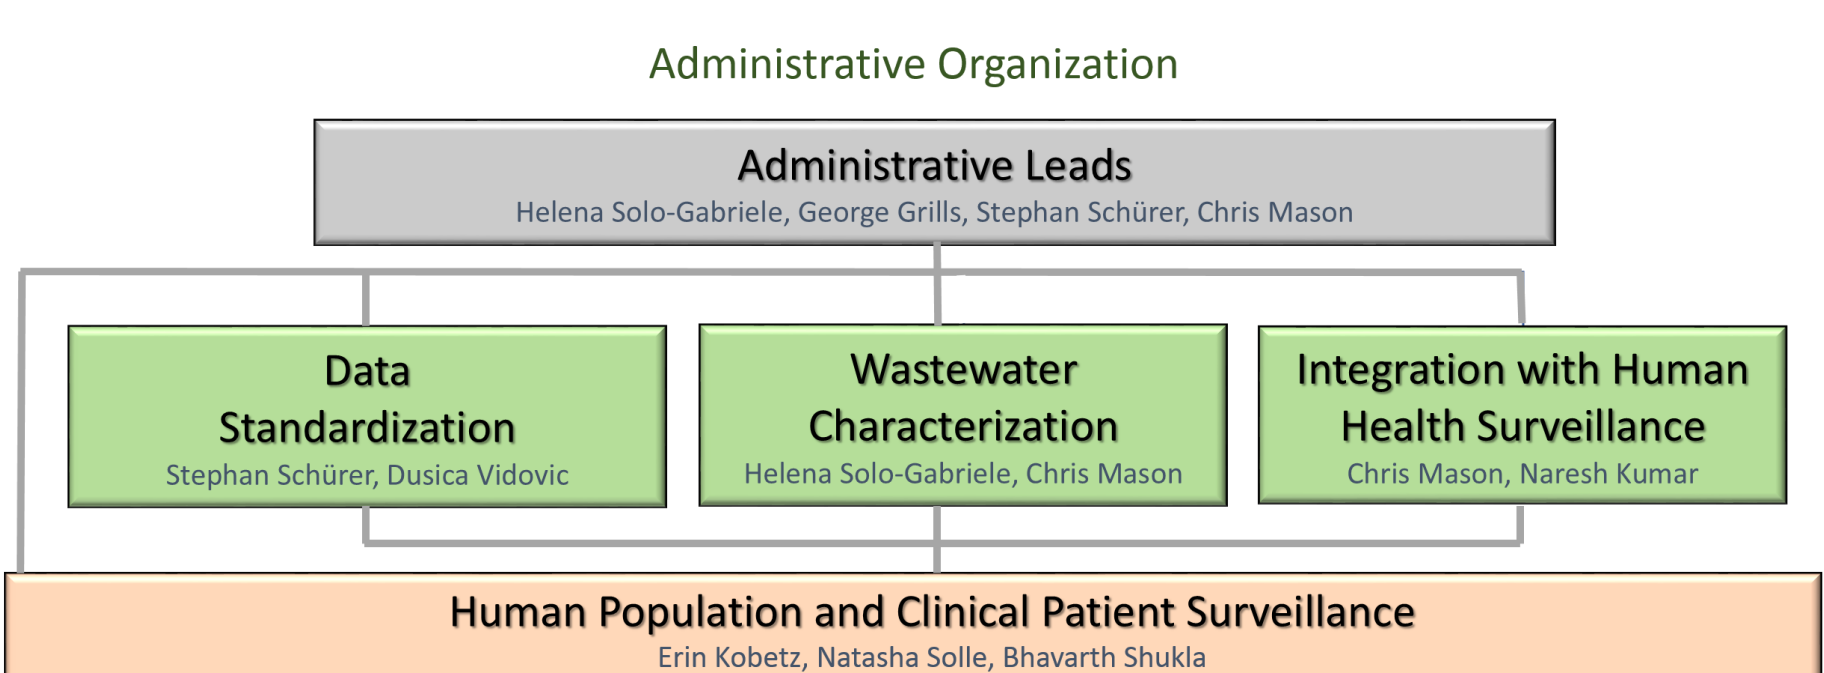 Administrative Organization
Administrative Leads
Helena Solo-Gabriele, George Grills, Stephan Schürer, Chris Mason
Data
Standardization
Stephan Schürer, Dusica Vidovic
Wastewater
Characterization
Helena Solo-Gabriele, Chris Mason
Integration with Human
Health Surveillance
Chris Mason, Naresh Kumar
Human Population and Clinical Patient Surveillance
Erin Kobetz, Natasha Solle, Bhavarth Shukla